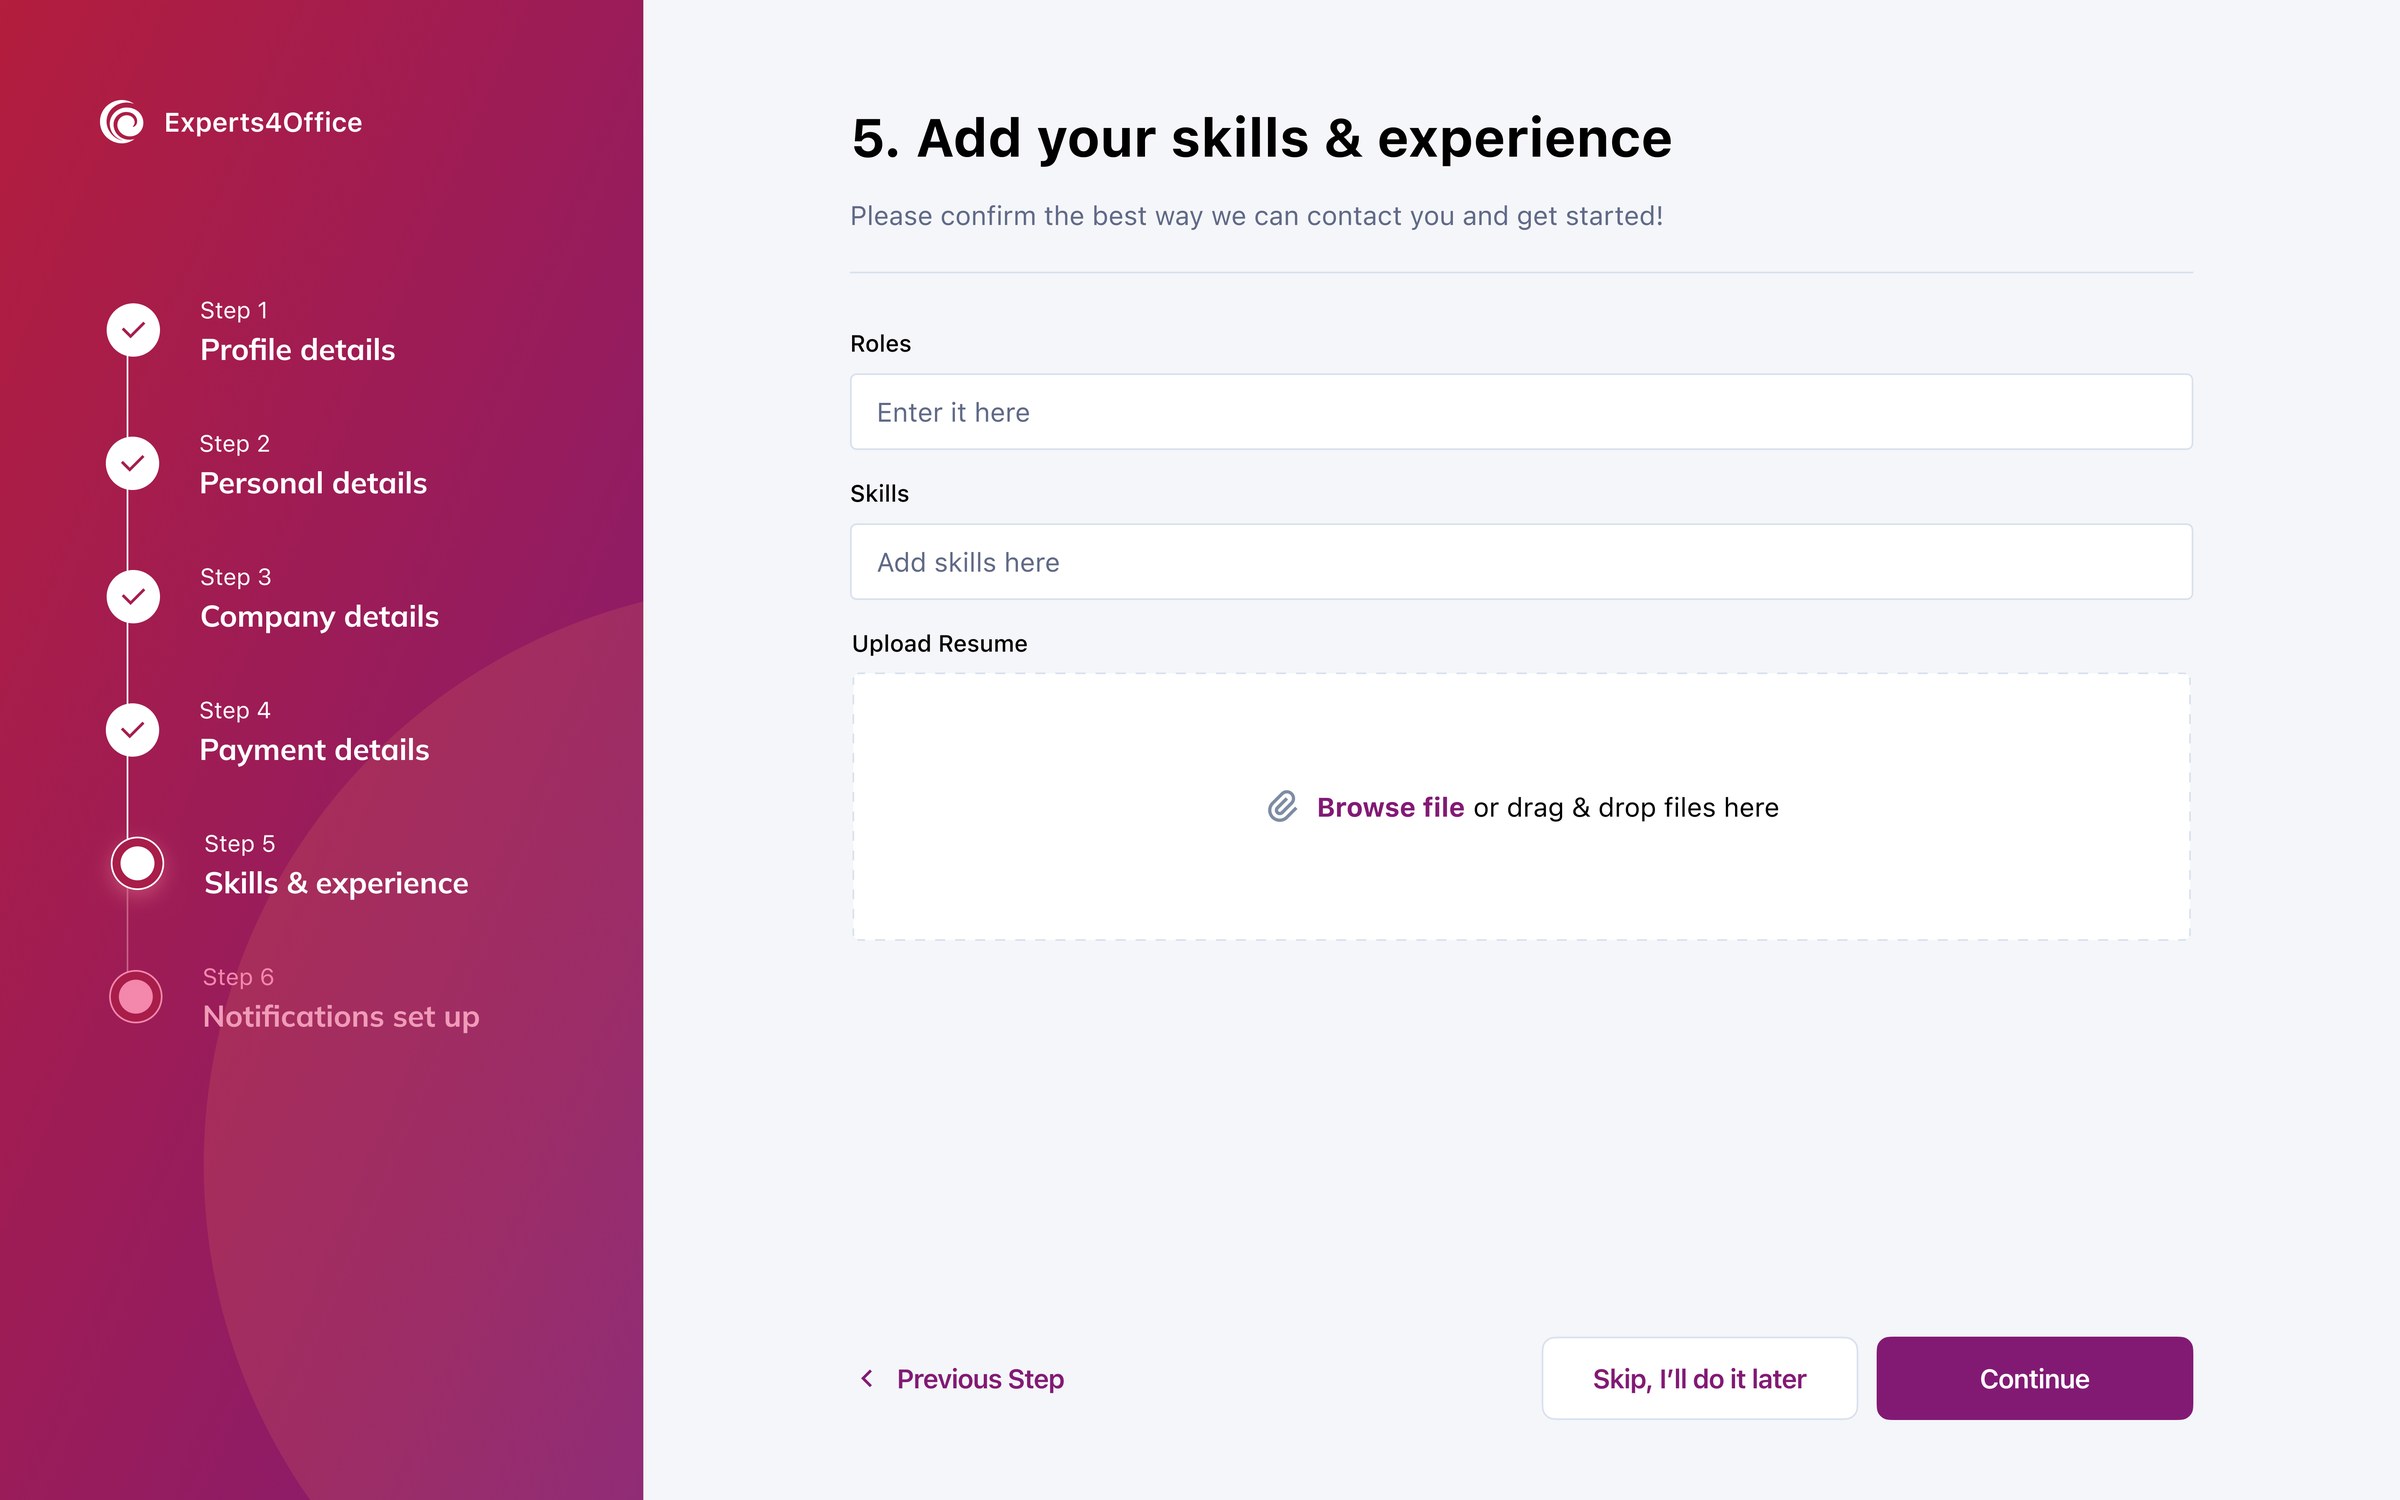 Experts4Office
Step 1
Profile details
Step 2
Personal details
Step 3
Company details
Step 4
Payment details
Step 5
Skills & experience
Step 6
Notifications set up
5. Add your skills & experience
Please confirm the best way we can contact you and get started!
Roles
Enter it here
Skills
Add skills here
Upload Resume
Browse file or drag & drop files here
Previous Step
Skip, I’ll do it later
Continue